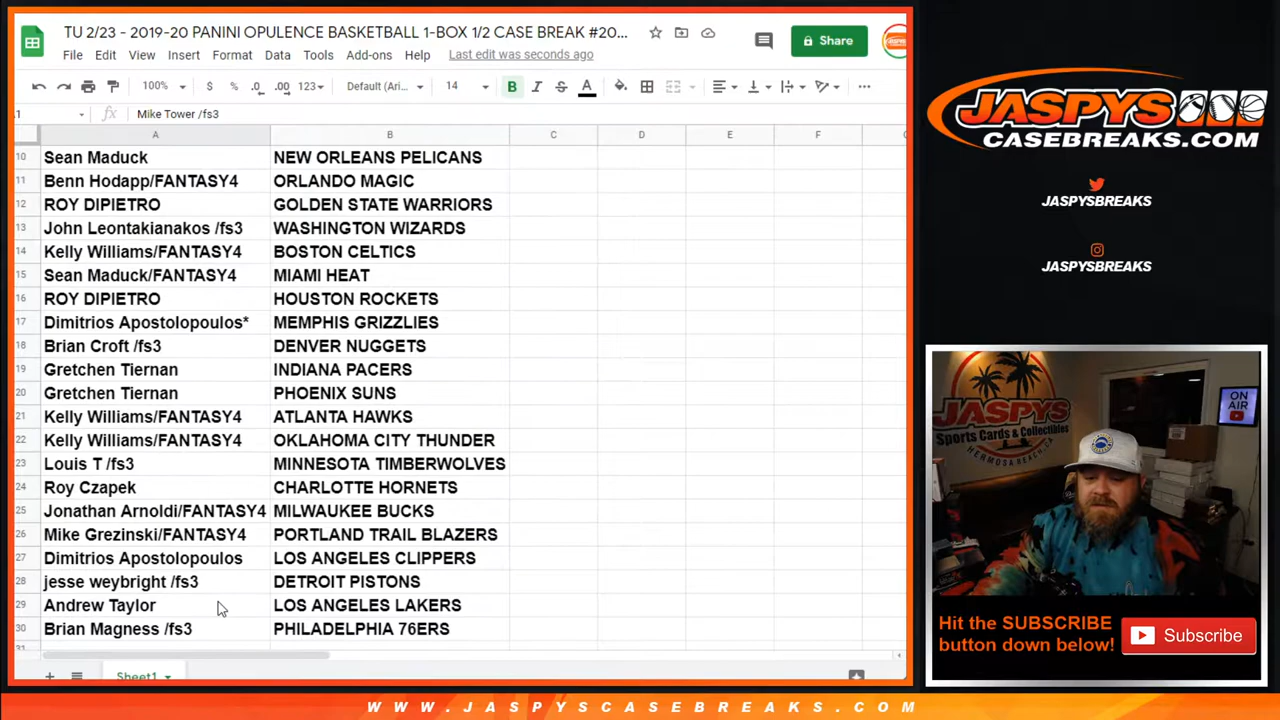 TU 2/23 - 2019-20 PANINI OPULENCE BASKETBALL 1-BOX 1/2 CASE BREAK #20...
File Edit View Insert Format Data Tools Add-ons Help Last edit was seconds ago
Share
100% $ % .0 .00 123 Default (Ari... 14 B I S A
fx Mike Tower /fs3
A B C D E F
10 Sean Maduck NEW ORLEANS PELICANS
11 Benn Hodapp/FANTASY4 ORLANDO MAGIC
12 ROY DIPIETRO GOLDEN STATE WARRIORS
13 John Leontakianakos /fs3 WASHINGTON WIZARDS
14 Kelly Williams/FANTASY4 BOSTON CELTICS
15 Sean Maduck/FANTASY4 MIAMI HEAT
16 ROY DIPIETRO HOUSTON ROCKETS
17 Dimitrios Apostolopoulos* MEMPHIS GRIZZLIES
18 Brian Croft /fs3 DENVER NUGGETS
19 Gretchen Tiernan INDIANA PACERS
20 Gretchen Tiernan PHOENIX SUNS
21 Kelly Williams/FANTASY4 ATLANTA HAWKS
22 Kelly Williams/FANTASY4 OKLAHOMA CITY THUNDER
23 Louis T /fs3 MINNESOTA TIMBERWOLVES
24 Roy Czapek CHARLOTTE HORNETS
25 Jonathan Arnoldi/FANTASY4 MILWAUKEE BUCKS
26 Mike Grezinski/FANTASY4 PORTLAND TRAIL BLAZERS
27 Dimitrios Apostolopoulos LOS ANGELES CLIPPERS
28 jesse weybright /fs3 DETROIT PISTONS
29 Andrew Taylor LOS ANGELES LAKERS
30 Brian Magness /fs3 PHILADELPHIA 76ERS
Sheet1
JASPYS
CASEBREAKS.COM
JASPYSBREAKS
JASPYSBREAKS
JASPYS
Sports Cards & Collectibles
HERMOSA BEACH, CA
ON
AIR
Hit the SUBSCRIBE
button down below!
Subscribe
WWW.JASPYSCASEBREAKS.COM